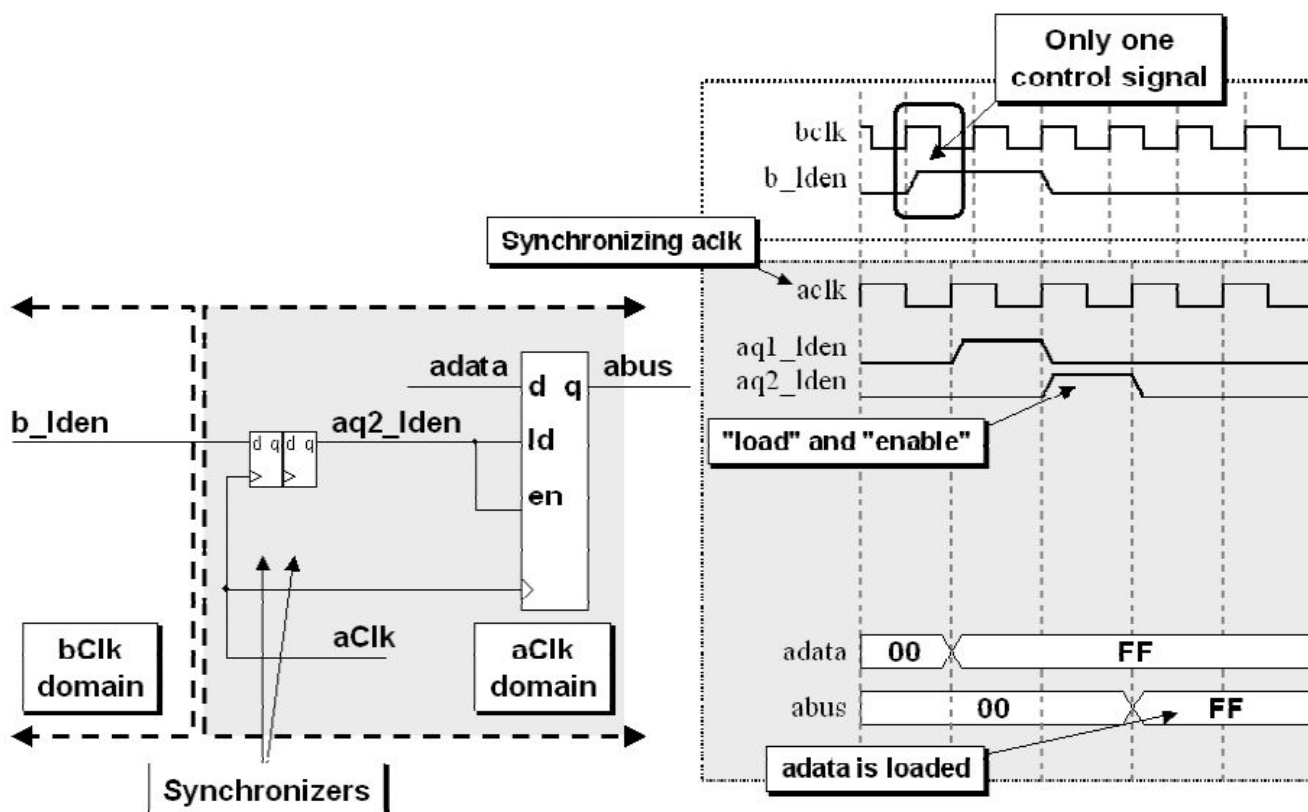 Only one
control signal
bclk
b_lden
Synchronizing aclk
aclk
aq1_lden
aq2_lden
"load" and "enable"
adata
abus
d q
b_lden
d q d q
aq2_lden
ld
en
aClk
bClk
domain
aClk
domain
Synchronizers
adata
00
FF
abus
00
FF
adata is loaded